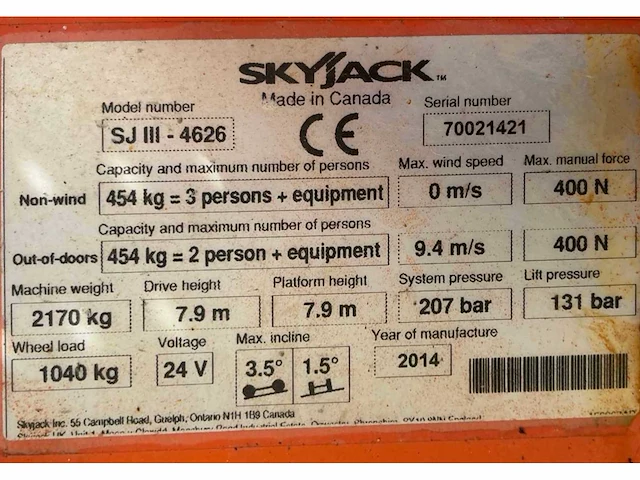 SKYJACK™
Made in Canada
Model number
SJ III - 4626
CE
Serial number
70021421
Capacity and maximum number of persons
Max. wind speed
Max. manual force
Non-wind
454 kg = 3 persons + equipment
0 m/s
400 N
Capacity and maximum number of persons
Out-of-doors
454 kg = 2 person + equipment
9.4 m/s
400 N
Machine weight
Drive height
Platform height
System pressure
Lift pressure
2170 kg
7.9 m
7.9 m
207 bar
131 bar
Wheel load
Voltage
Max. incline
Year of manufacture
1040 kg
24 V
3.5°
1.5°
2014
Skyjack Inc. 55 Campbell Road, Guelph, Ontario N1H 1B9 Canada
Skyjack UK